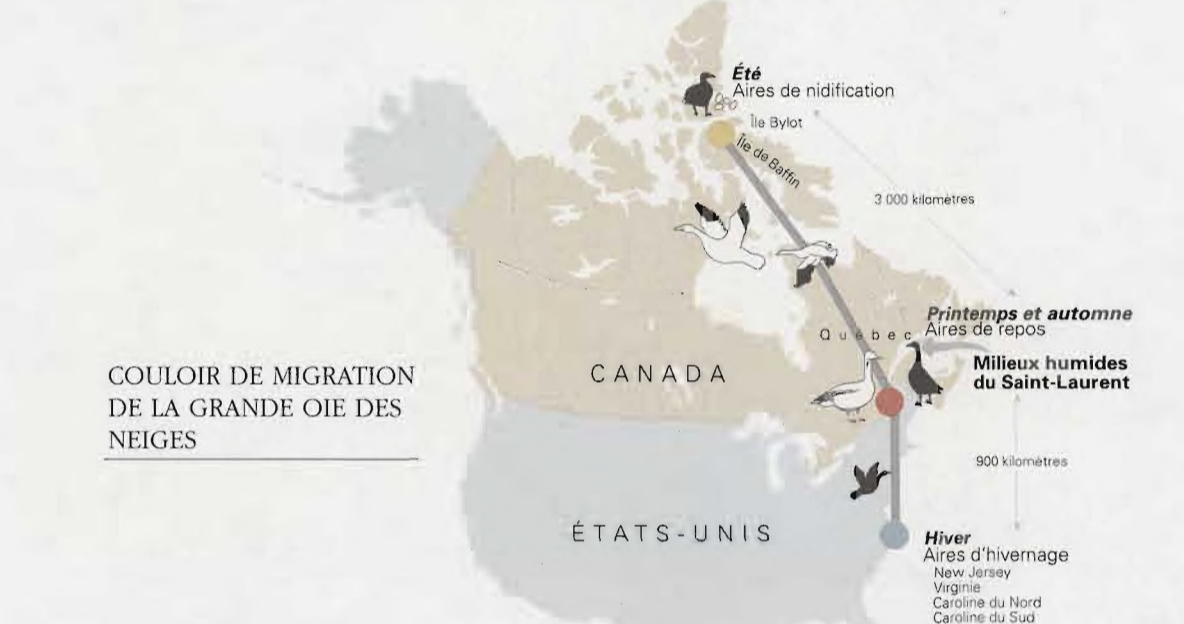 Été
Aires de nidification
Île Bylot
Île de Baffin
3 000 kilomètres
Printemps et automne
Aires de repos
Québec
Milieux humides
du Saint-Laurent
CANADA
COULOIR DE MIGRATION
DE LA GRANDE OIE DES
NEIGES
900 kilomètres
ÉTATS-UNIS
Hiver
Aires d'hivernage
New Jersey
Virginie
Caroline du Nord
Caroline du Sud